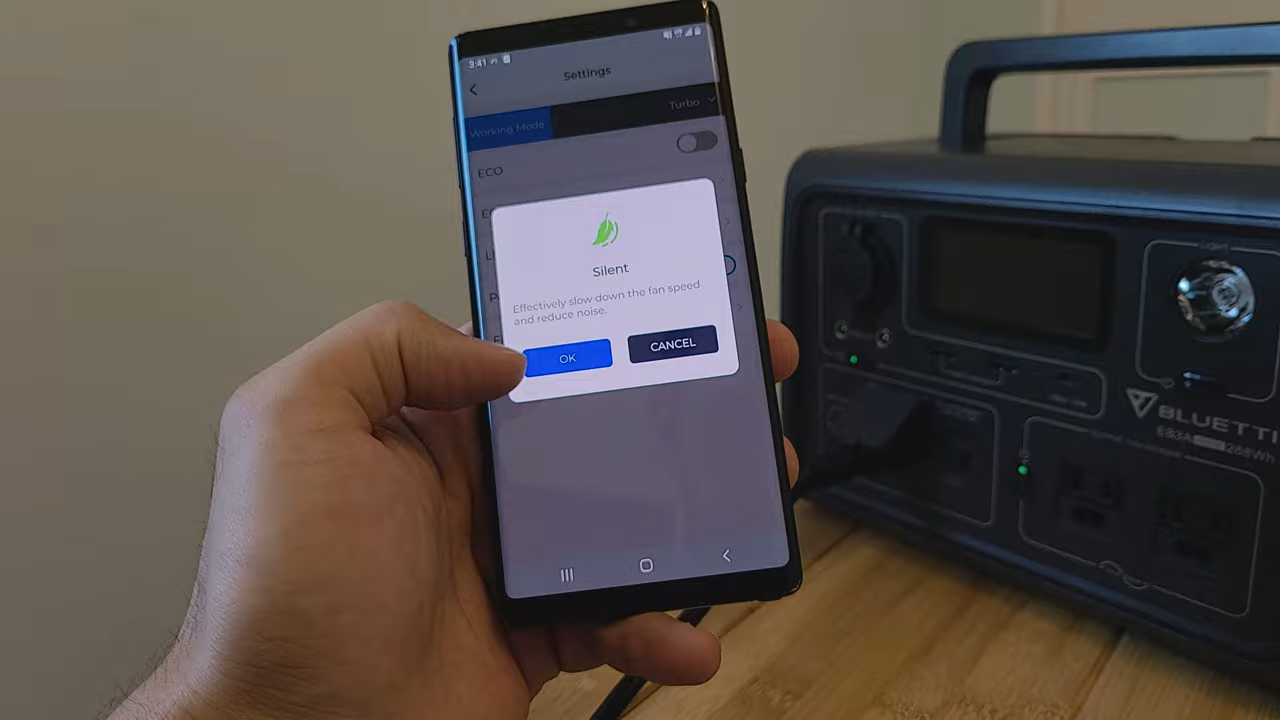 3:41
Settings
Working Mode
Turbo
ECO
Silent
Effectively slow down the fan speed
and reduce noise.
OK
CANCEL
LIGHT
BLUETTI
268Wh